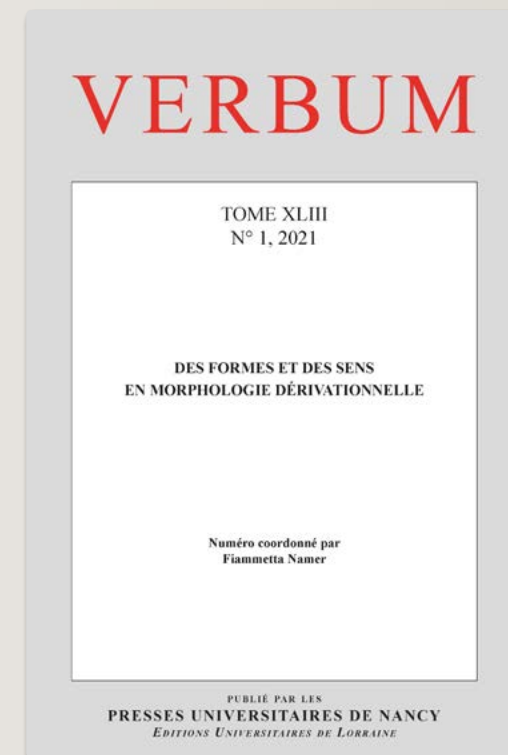 VERBUM
TOME XLIII
N° 1, 2021
DES FORMES ET DES SENS
EN MORPHOLOGIE DÉRIVATIONNELLE
Numéro coordonné par
Fiammetta Namer
PUBLIÉ PAR LES
PRESSES UNIVERSITAIRES DE NANCY
EDITIONS UNIVERSITAIRES DE LORRAINE